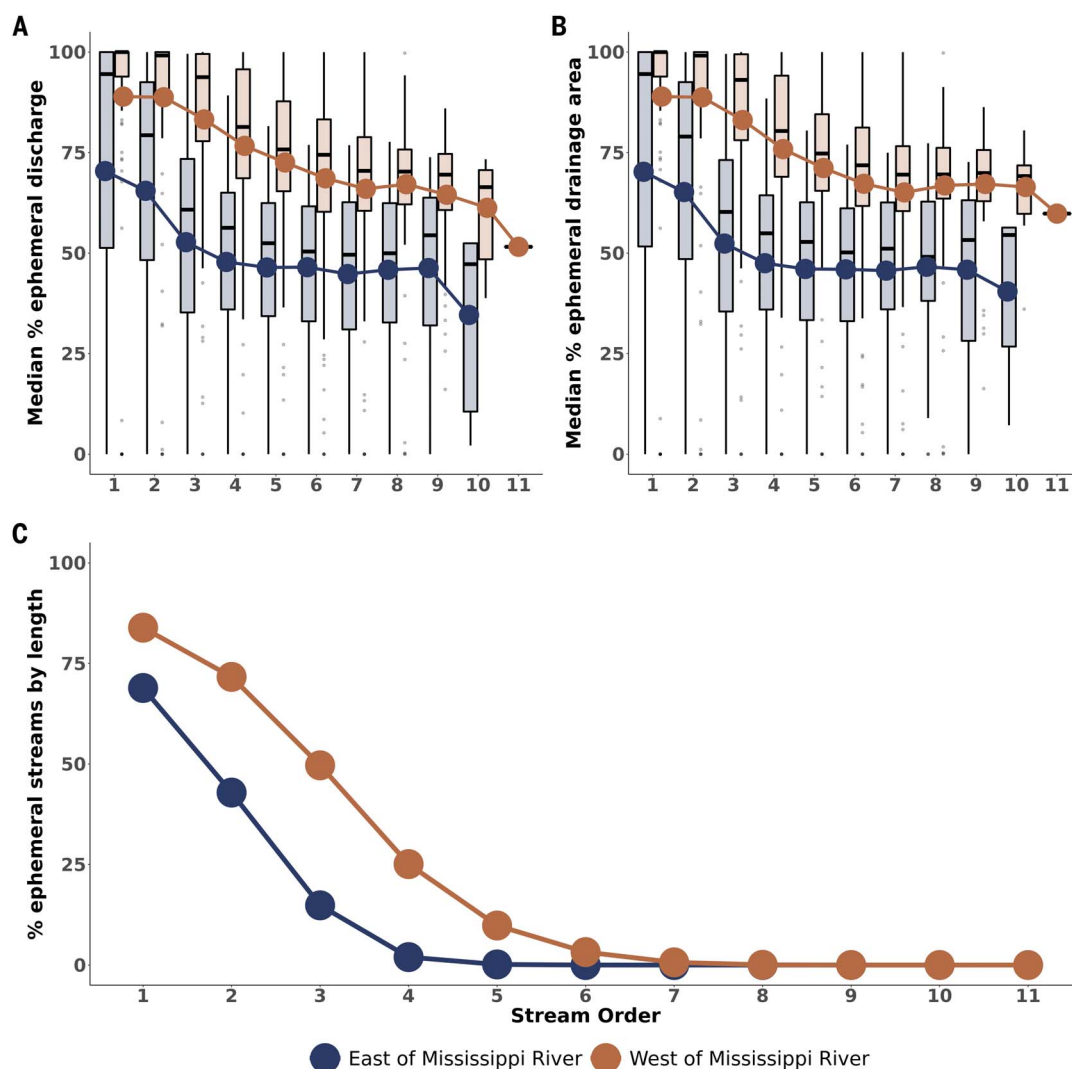 A
Median % ephemeral discharge
100
75
50
25
0
1 2 3 4 5 6 7 8 9 10 11
B
Median % ephemeral drainage area
100
75
50
25
0
1 2 3 4 5 6 7 8 9 10 11
C
% ephemeral streams by length
100
75
50
25
0
1 2 3 4 5 6 7 8 9 10 11
Stream Order
East of Mississippi River West of Mississippi River